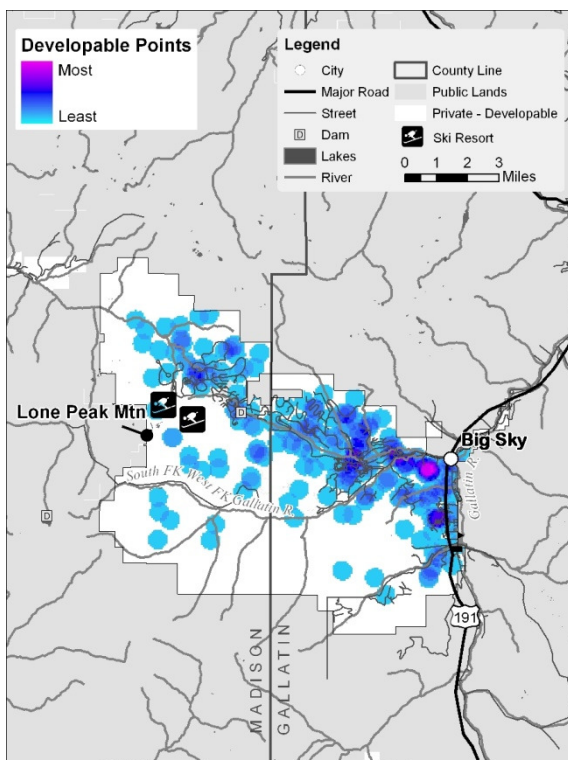 Developable Points
Most
Least
Legend
City
Major Road
Street
D Dam
Lakes
River
County Line
Public Lands
Private - Developable
Ski Resort
0 1 2 3
Miles
Lone Peak Mtn
D
Big Sky
South FK West FK Gallatin R
Gallatin R
D
191
MADISON
GALLATIN